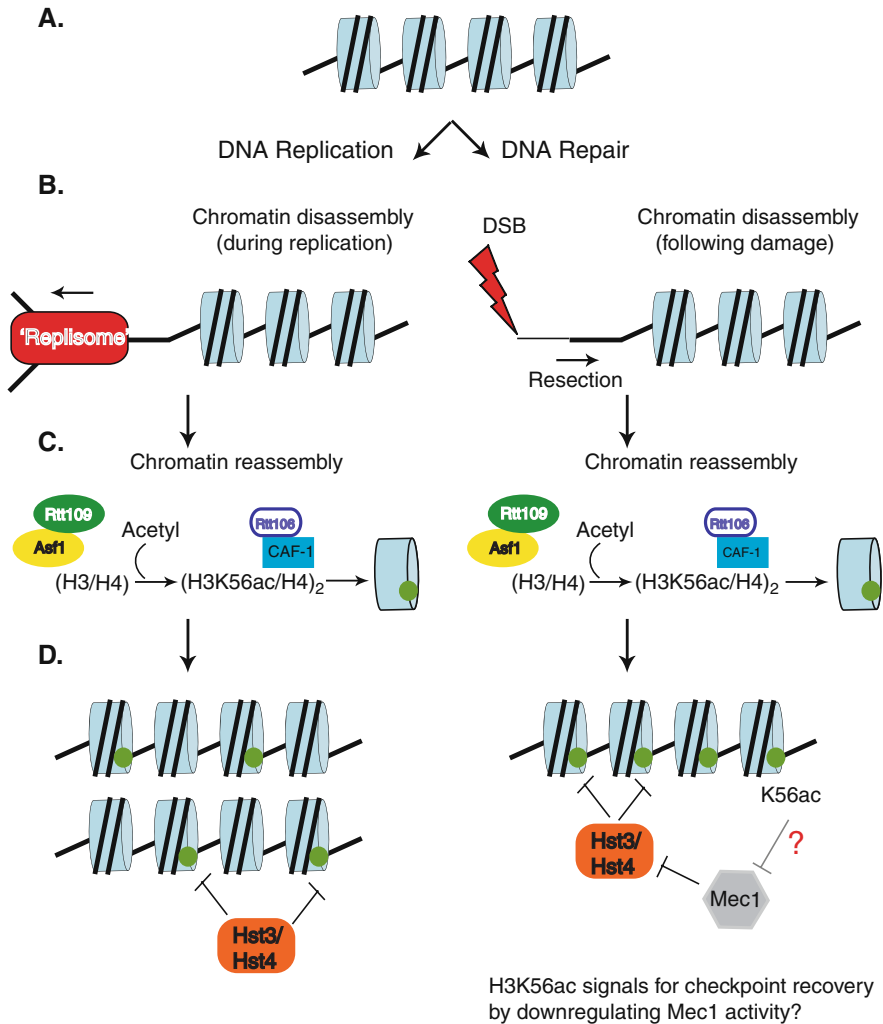 A.
DNA Replication
DNA Repair
B.
Chromatin disassembly
(during replication)
DSB
Chromatin disassembly
(following damage)
'Replisome'
Resection
C.
Chromatin reassembly
Chromatin reassembly
Rtt109
Asf1
Acetyl
Rtt106
CAF-1
(H3/H4)
(H3K56ac/H4)2
Rtt109
Asf1
Acetyl
Rtt106
CAF-1
(H3/H4)
(H3K56ac/H4)2
D.
K56ac
?
Hst3/
Hst4
Mec1
Hst3/
Hst4
H3K56ac signals for checkpoint recovery
by downregulating Mec1 activity?